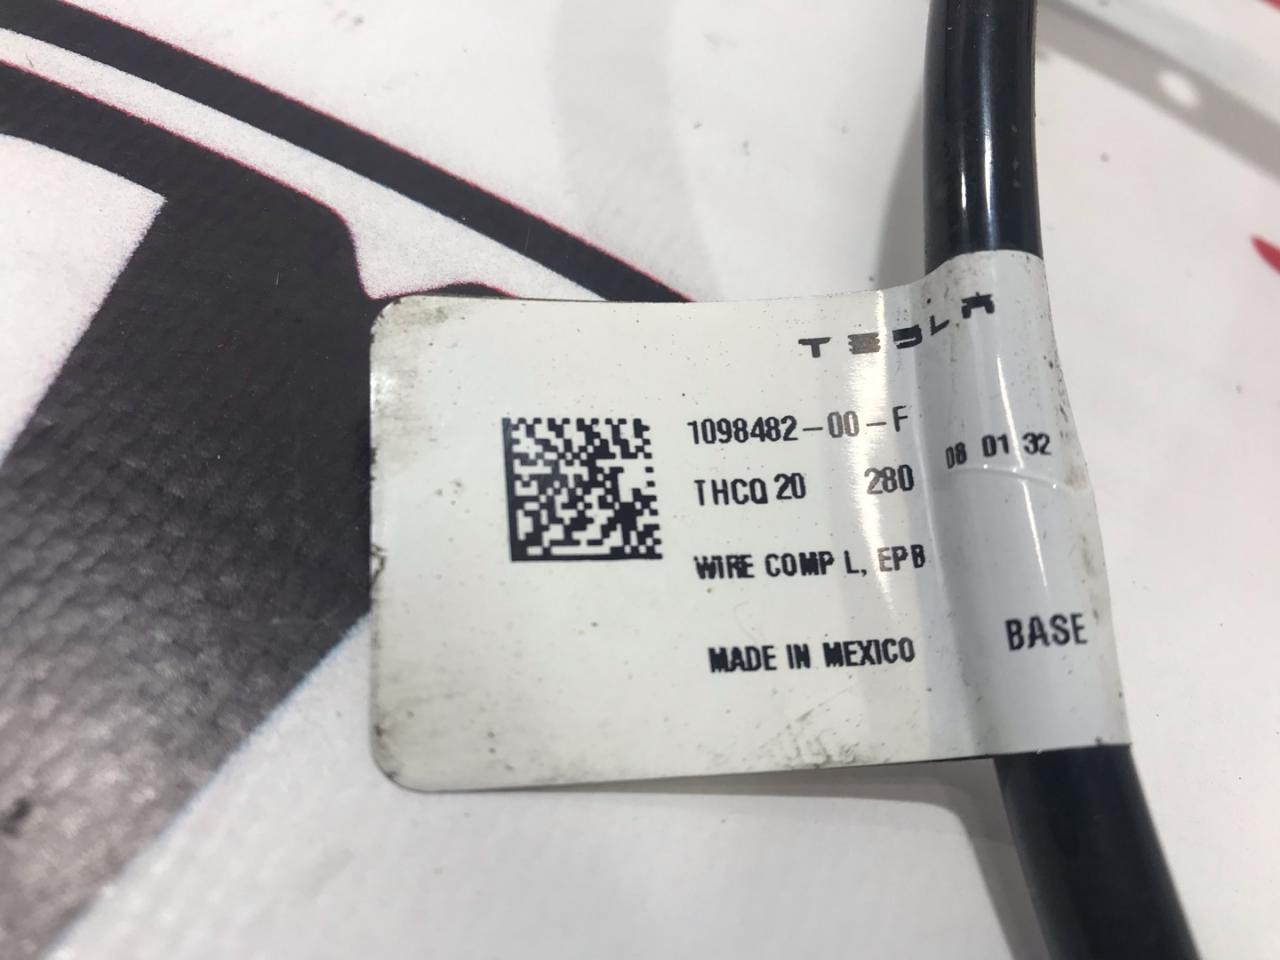 TESLA
1098482-00-F
THCQ 20 280 08 01 32
WIRE COMP L, EPB
MADE IN MEXICO BASE